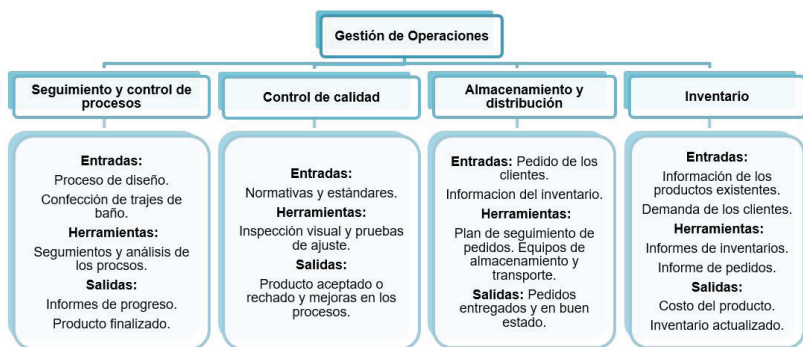 Gestión de Operaciones
Seguimiento y control de
procesos
Entradas:
Proceso de diseño.
Confección de trajes de
baño.
Herramientas:
Segumientos y análisis de
los procsos.
Salidas:
Informes de progreso.
Producto finalizado.
Control de calidad
Entradas:
Normativas y estándares.
Herramientas:
Inspección visual y pruebas
de ajuste.
Salidas:
Producto aceptado o
rechado y mejoras en los
procesos.
Almacenamiento y
distribución
Entradas: Pedido de los
clientes.
Informacion del inventario.
Herramientas:
Plan de seguimiento de
pedidos. Equipos de
almacenamiento y
transporte.
Salidas: Pedidos
entregados y en buen
estado.
Inventario
Entradas:
Información de los
productos existentes.
Demanda de los clientes.
Herramientas:
Informes de inventarios.
Informe de pedidos.
Salidas:
Costo del producto.
Inventario actualizado.